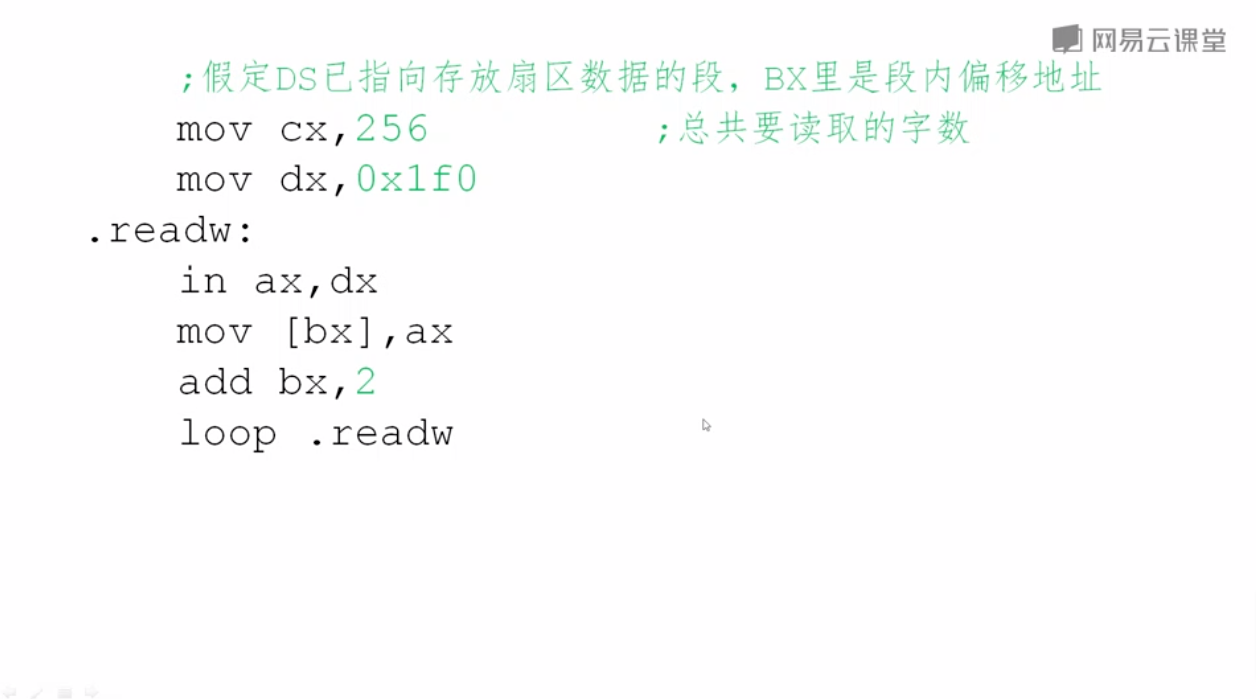 网易云课堂
;假定DS已指向存放扇区数据的段，BX里是段内偏移地址
mov cx,256 ;总共要读取的字数
mov dx,0x1f0
.readw:
in ax,dx
mov [bx],ax
add bx,2
loop .readw